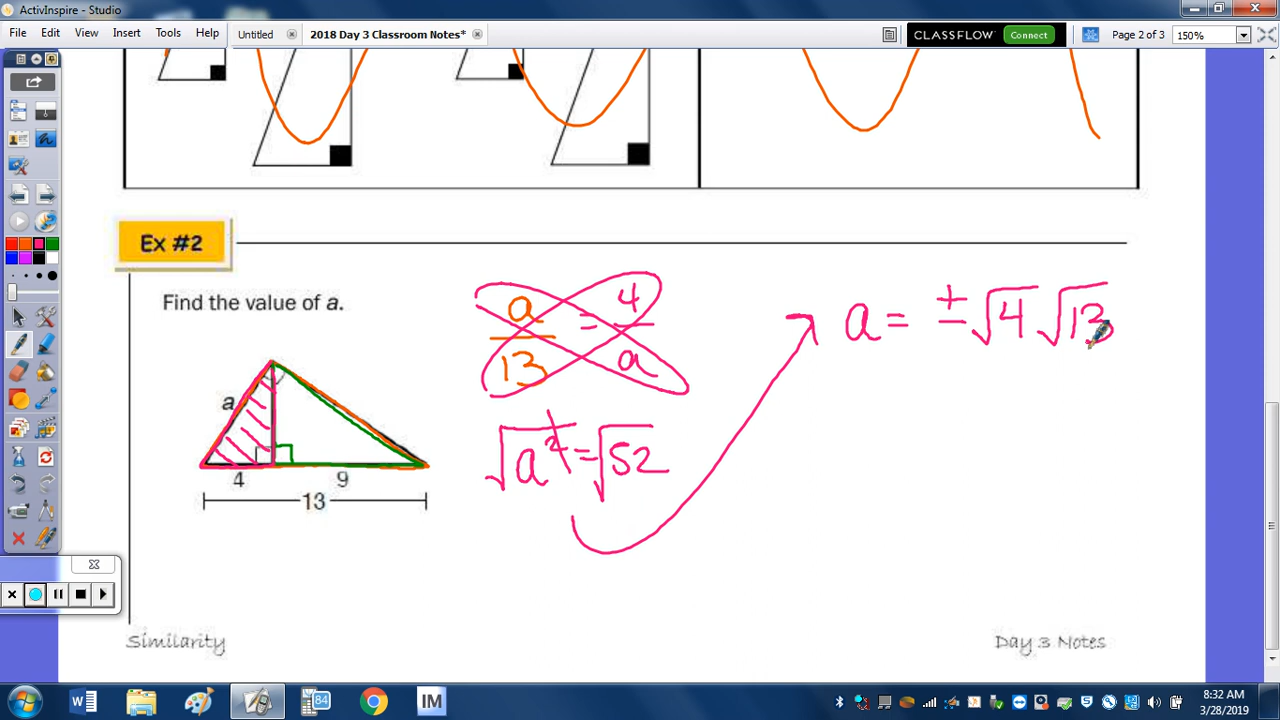 ActivInspire - Studio
File Edit View Insert Tools Help Untitled 2018 Day 3 Classroom Notes* CLASSFLOW Connect Page 2 of 3 150%
Ex #2
Find the value of a.
a
4
9
13
a/13 = 4/a
√a² = √52
a = ± √4 √13
Similarity
Day 3 Notes
W 84 IM
8:32 AM
3/28/2019